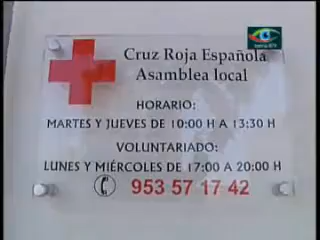 Cruz Roja Española
Asamblea local
HORARIO:
MARTES Y JUEVES DE 10:00 H A 13:30 H
VOLUNTARIADO:
LUNES Y MIÉRCOLES DE 17:00 A 20:00 H
953 57 17 42